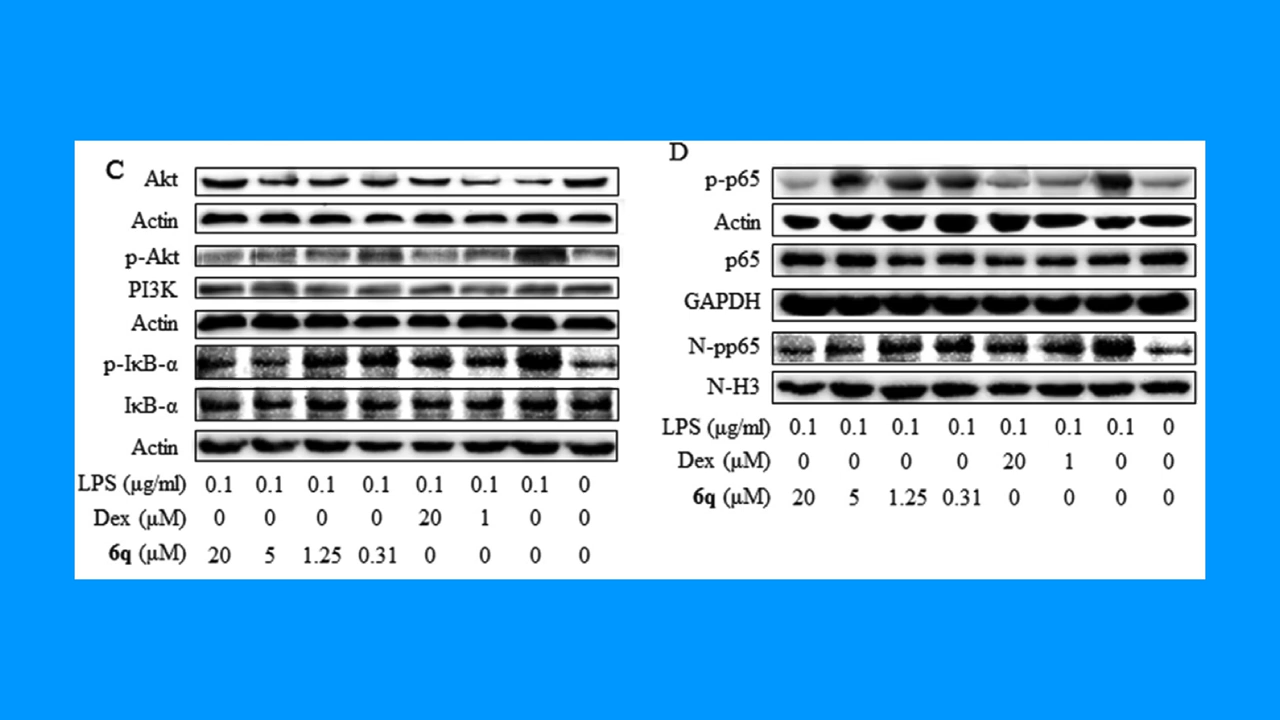 C
Akt
Actin
p-Akt
PI3K
Actin
p-IκB-α
IκB-α
Actin
LPS (μg/ml) 0.1 0.1 0.1 0.1 0.1 0.1 0.1 0
Dex (μM) 0 0 0 0 20 1 0 0
6q (μM) 20 5 1.25 0.31 0 0 0 0
D
p-p65
Actin
p65
GAPDH
N-pp65
N-H3
LPS (μg/ml) 0.1 0.1 0.1 0.1 0.1 0.1 0.1 0
Dex (μM) 0 0 0 0 20 1 0 0
6q (μM) 20 5 1.25 0.31 0 0 0 0